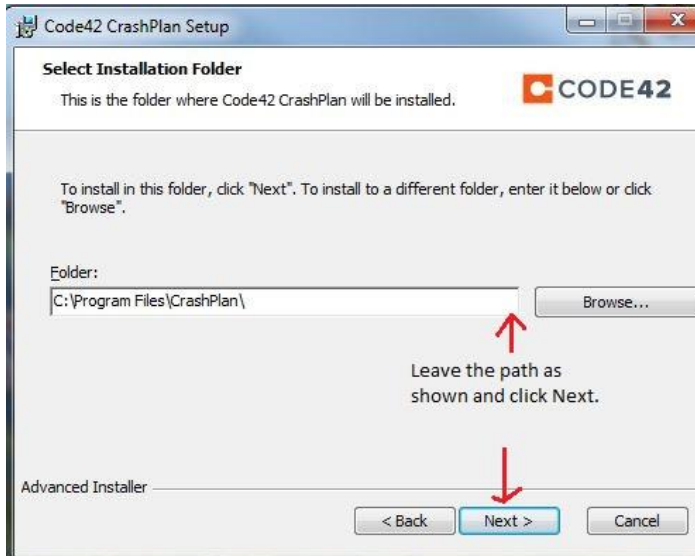 Code42 CrashPlan Setup
Select Installation Folder
This is the folder where Code42 CrashPlan will be installed.
CODE42
To install in this folder, click "Next". To install to a different folder, enter it below or click
"Browse".
Folder:
C:\Program Files\CrashPlan\
Browse...
Leave the path as
shown and click Next.
Advanced Installer
< Back
Next >
Cancel